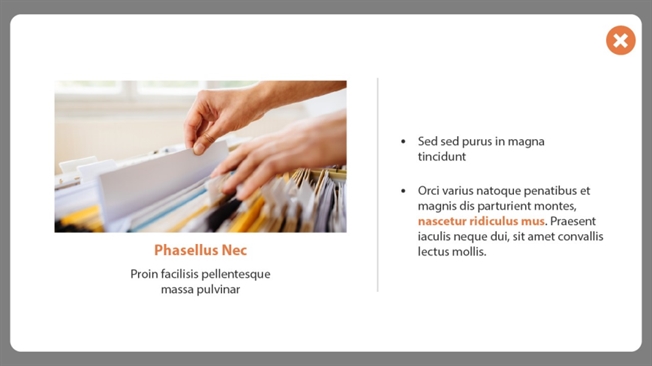 Phasellus Nec
Proin facilisis pellentesque
massa pulvinar
• Sed sed purus in magna
tincidunt
• Orci varius natoque penatibus et
magnis dis parturient montes,
nascetur ridiculus mus. Praesent
iaculis neque dui, sit amet convallis
lectus mollis.